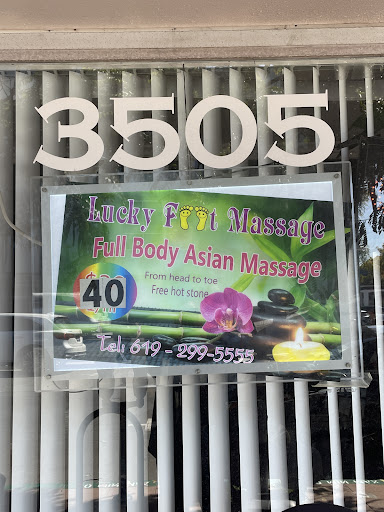 3505
Lucky Foot Massage
Full Body Asian Massage
From head to toe
Free hot stone
40
Tel: 619 - 299-5555